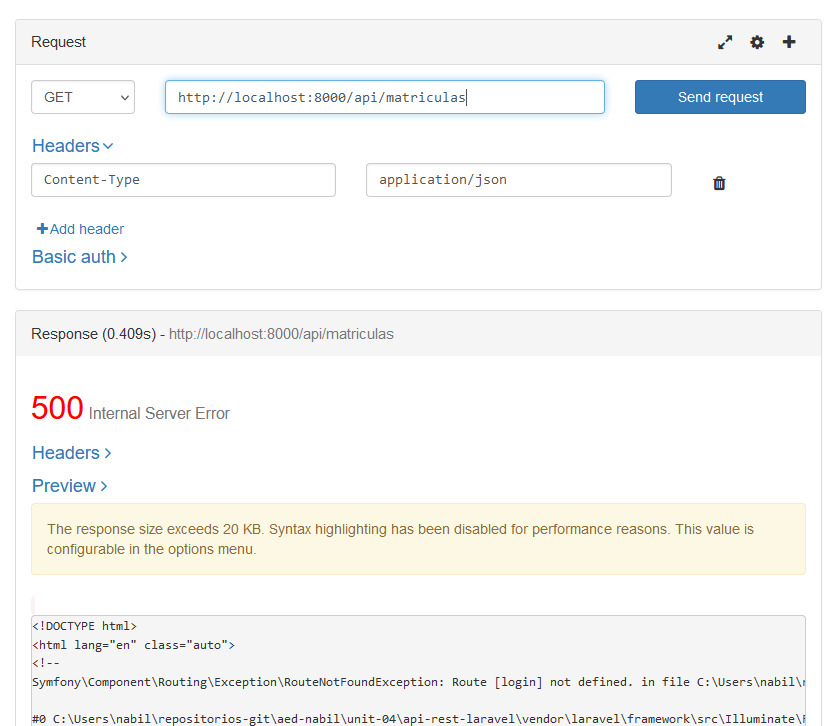 Request
GET
http://localhost:8000/api/matriculas
Send request
Headers
Content-Type
application/json
Add header
Basic auth
Response (0.409s) - http://localhost:8000/api/matriculas
500 Internal Server Error
Headers
Preview
The response size exceeds 20 KB. Syntax highlighting has been disabled for performance reasons. This value is
configurable in the options menu.
<!DOCTYPE html>
<html lang="en" class="auto">
<!--
Symfony\Component\Routing\Exception\RouteNotFoundException: Route [login] not defined. in file C:\Users\nabil\
#0 C:\Users\nabil\repositorios-git\aed-nabil\unit-04\api-rest-laravel\vendor\laravel\framework\src\Illuminate\